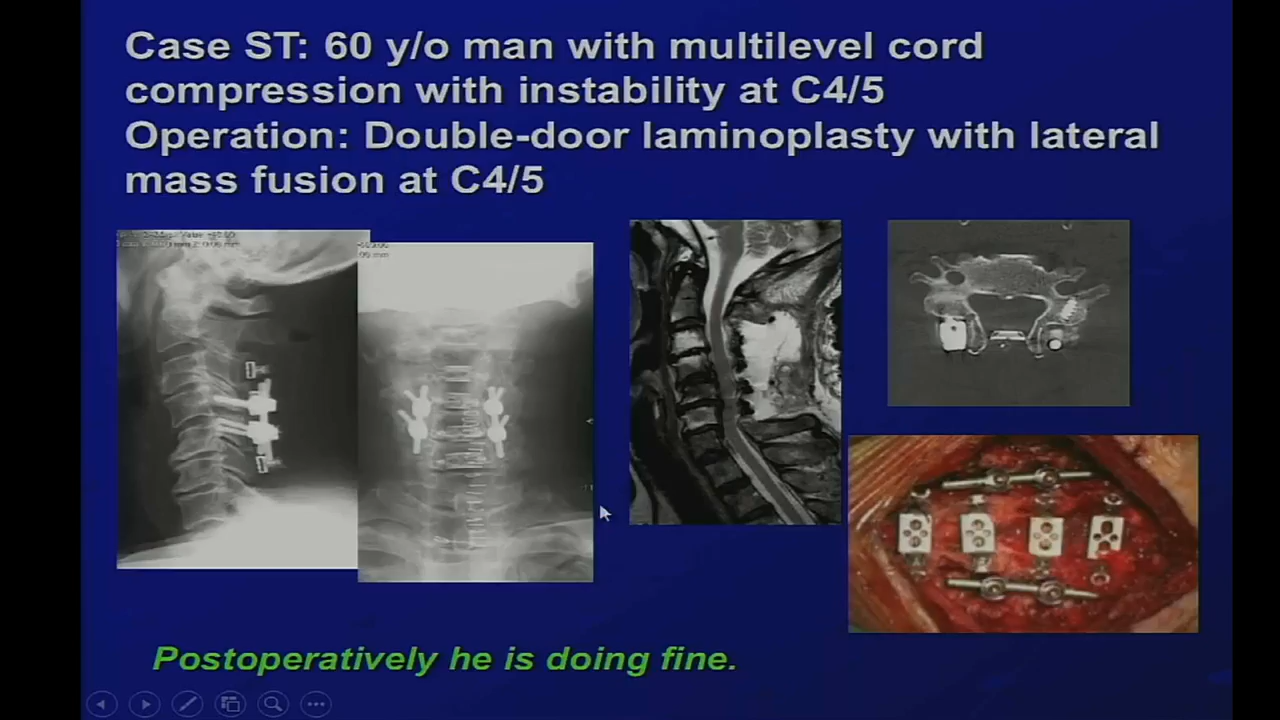 Case ST: 60 y/o man with multilevel cord
compression with instability at C4/5
Operation: Double-door laminoplasty with lateral
mass fusion at C4/5
Postoperatively he is doing fine.